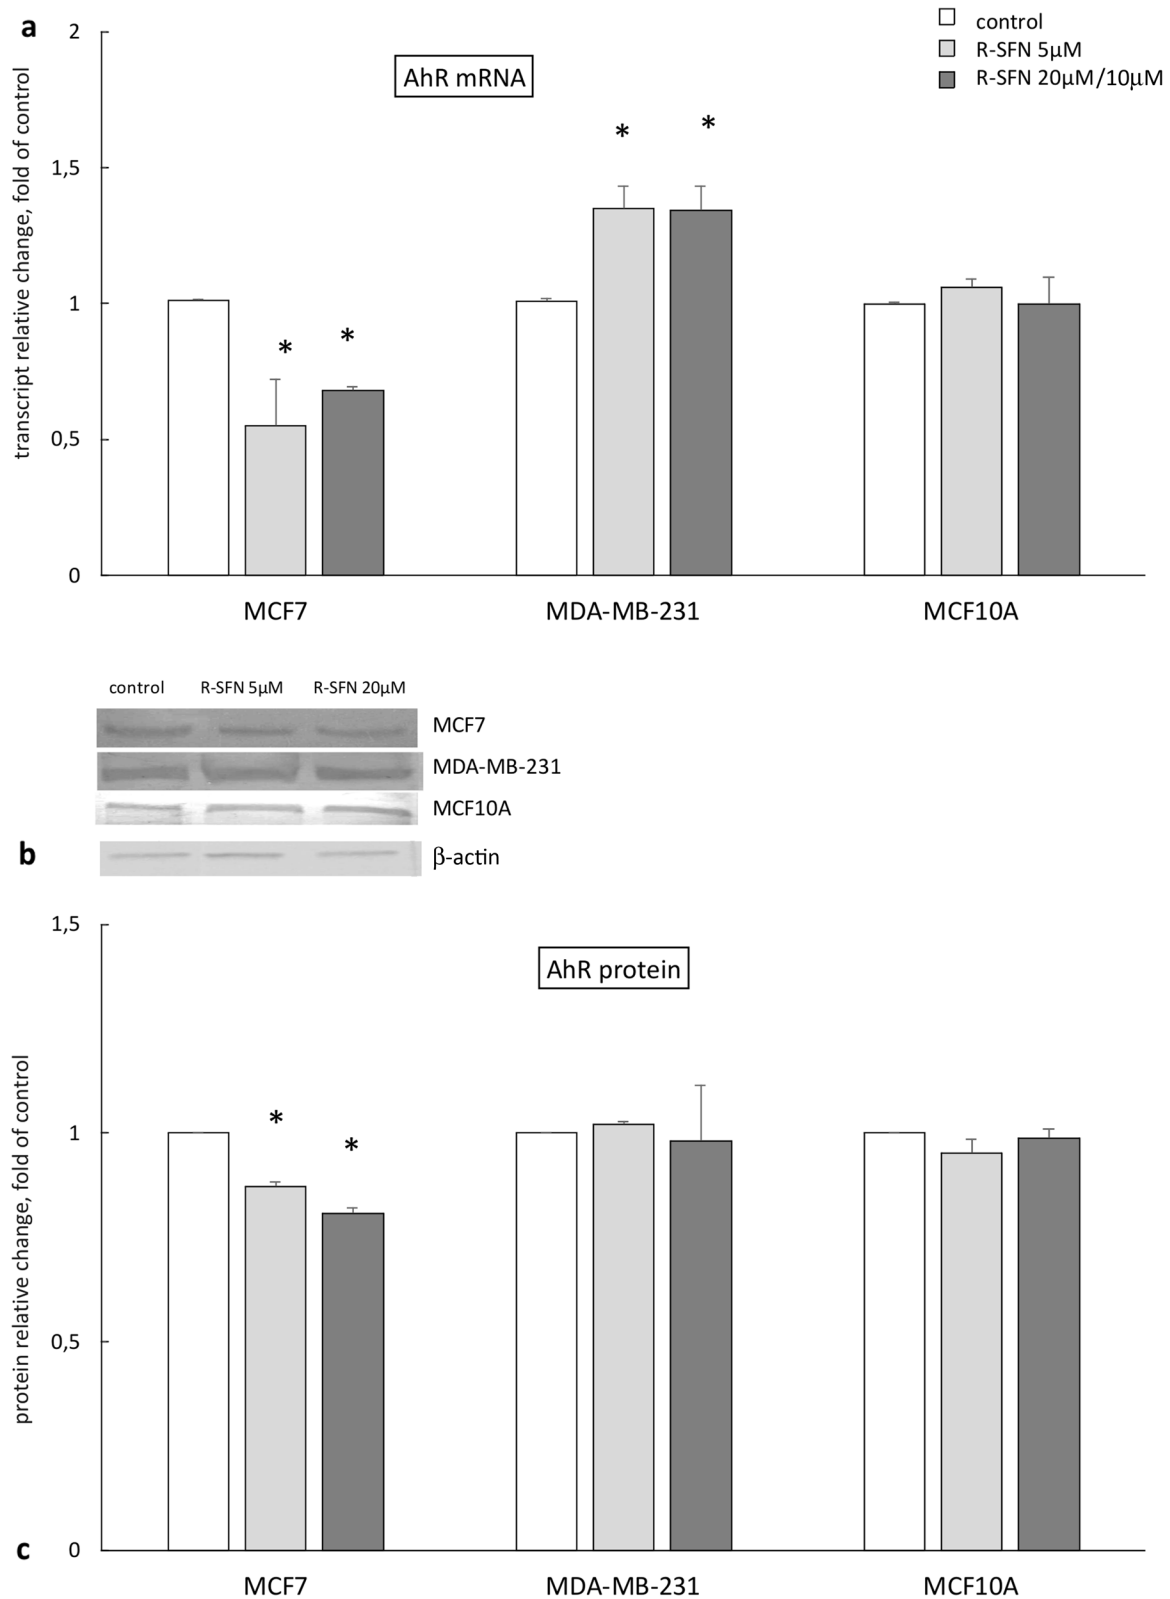 a
2
1,5
1
0,5
0
transcript relative change, fold of control
AhR mRNA
control
R-SFN 5μM
R-SFN 20μM/10μM
*
*
*
*
MCF7
MDA-MB-231
MCF10A
control
R-SFN 5μM
R-SFN 20μM
MCF7
MDA-MB-231
MCF10A
β-actin
b
1,5
1
0,5
0
protein relative change, fold of control
AhR protein
*
*
c
MCF7
MDA-MB-231
MCF10A